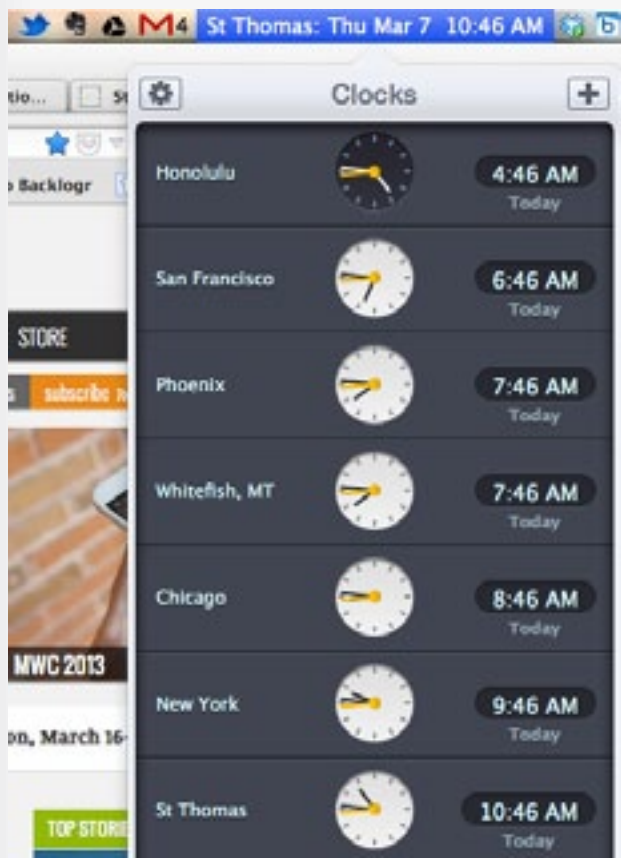 4 St Thomas: Thu Mar 7 10:46 AM
tio...
Clocks
Honolulu
4:46 AM
Today
Backlogr
San Francisco
6:46 AM
Today
STORE
Phoenix
7:46 AM
Today
subscribe
Whitefish, MT
7:46 AM
Today
Chicago
8:46 AM
Today
MWC 2013
New York
9:46 AM
Today
on, March 16-
St Thomas
10:46 AM
Today
TOP STORIE